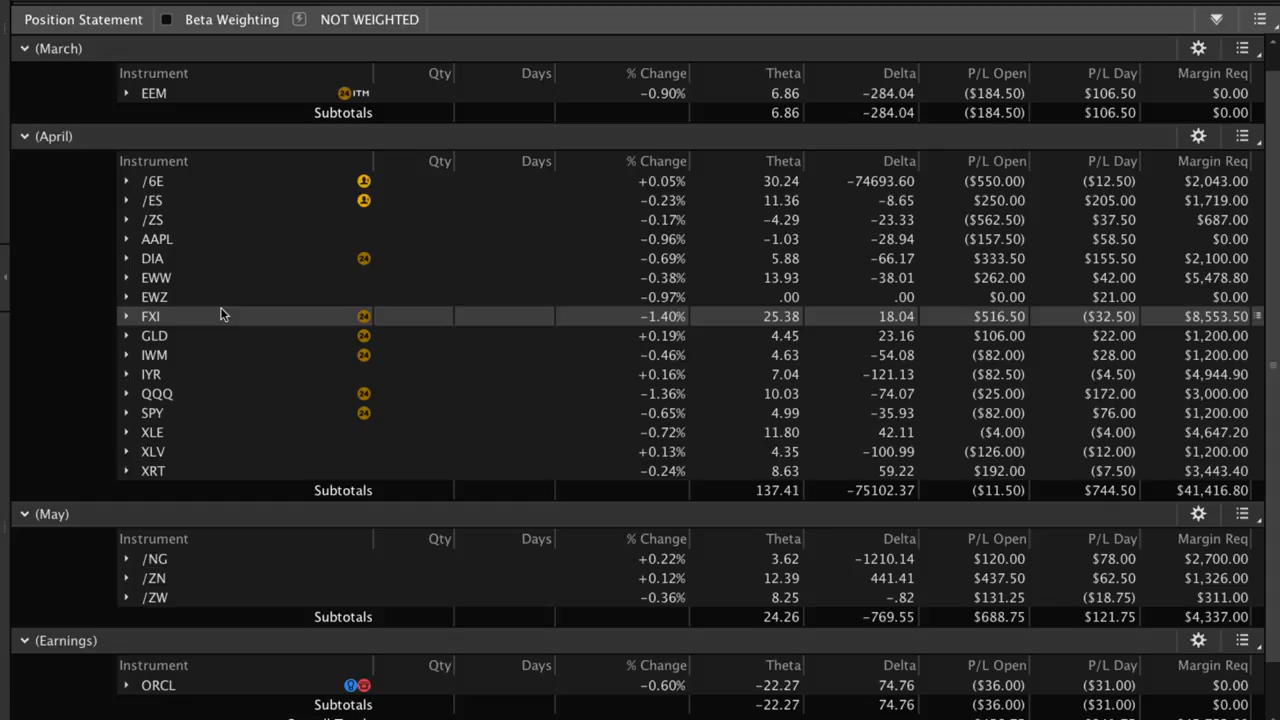 Position Statement Beta Weighting NOT WEIGHTED
(March)
Instrument Qty Days % Change Theta Delta P/L Open P/L Day Margin Req
EEM 24 ITM -0.90% 6.86 -284.04 ($184.50) $106.50 $0.00
Subtotals 6.86 -284.04 ($184.50) $106.50 $0.00
(April)
Instrument Qty Days % Change Theta Delta P/L Open P/L Day Margin Req
/6E +0.05% 30.24 -74693.60 ($550.00) ($12.50) $2,043.00
/ES -0.23% 11.36 -8.65 $250.00 $205.00 $1,719.00
/ZS -0.17% -4.29 -23.33 ($562.50) $37.50 $687.00
AAPL -0.96% -1.03 -28.94 ($157.50) $58.50 $0.00
DIA 24 -0.69% 5.88 -66.17 $333.50 $155.50 $2,100.00
EWW -0.38% 13.93 -38.01 $262.00 $42.00 $5,478.80
EWZ -0.97% .00 .00 $0.00 $21.00 $0.00
FXI 24 -1.40% 25.38 18.04 $516.50 ($32.50) $8,553.50
GLD 24 +0.19% 4.45 23.16 $106.00 $22.00 $1,200.00
IWM 24 -0.46% 4.63 -54.08 ($82.00) $28.00 $1,200.00
IYR +0.16% 7.04 -121.13 ($82.50) ($4.50) $4,944.90
QQQ 24 -1.36% 10.03 -74.07 ($25.00) $172.00 $3,000.00
SPY 24 -0.65% 4.99 -35.93 ($82.00) $76.00 $1,200.00
XLE -0.72% 11.80 42.11 ($4.00) ($4.00) $4,647.20
XLV +0.13% 4.35 -100.99 ($126.00) ($12.00) $1,200.00
XRT -0.24% 8.63 59.22 $192.00 ($7.50) $3,443.40
Subtotals 137.41 -75102.37 ($11.50) $744.50 $41,416.80
(May)
Instrument Qty Days % Change Theta Delta P/L Open P/L Day Margin Req
/NG +0.22% 3.62 -1210.14 $120.00 $78.00 $2,700.00
/ZN +0.12% 12.39 441.41 $437.50 $62.50 $1,326.00
/ZW -0.36% 8.25 -.82 $131.25 ($18.75) $311.00
Subtotals 24.26 -769.55 $688.75 $121.75 $4,337.00
(Earnings)
Instrument Qty Days % Change Theta Delta P/L Open P/L Day Margin Req
ORCL -0.60% -22.27 74.76 ($36.00) ($31.00) $0.00
Subtotals -22.27 74.76 ($36.00) ($31.00) $0.00